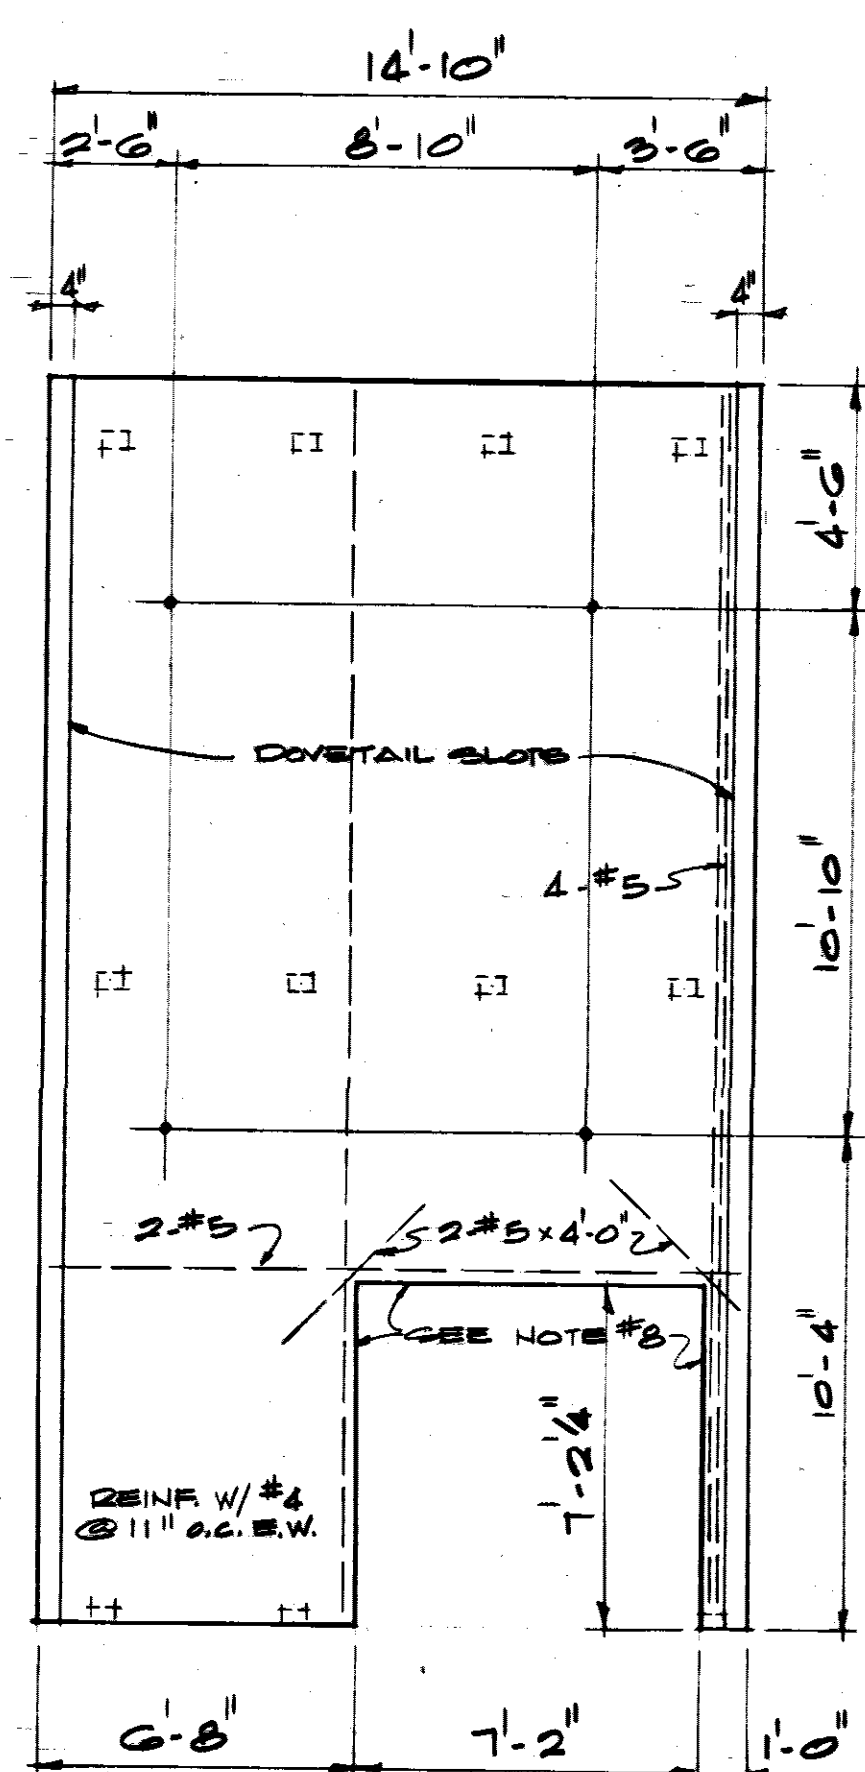 14'-10"
2'-6" 8'-10" 3'-6"
4" 4"
4'-6"
DOVETAIL SLOTS
4-#5
10'-10"
2-#5 2-#5 x 4'-0"
SEE NOTE #8
10'-4"
7'-2 1/4"
REINF. W/ #4
@ 11" O.C. E.W.
6'-8" 7'-2" 1'-0"